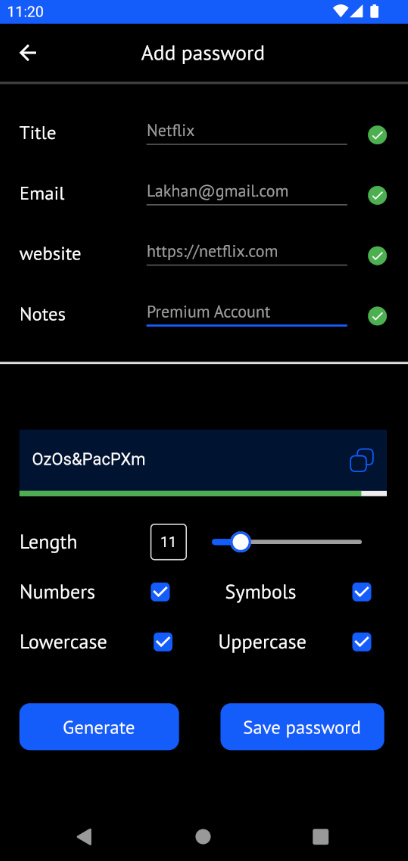 11:20
Add password
Title Netflix
Email Lakhan@gmail.com
website https://netflix.com
Notes Premium Account
OzOs&PacPXm
Length 11
Numbers Symbols
Lowercase Uppercase
Generate Save password